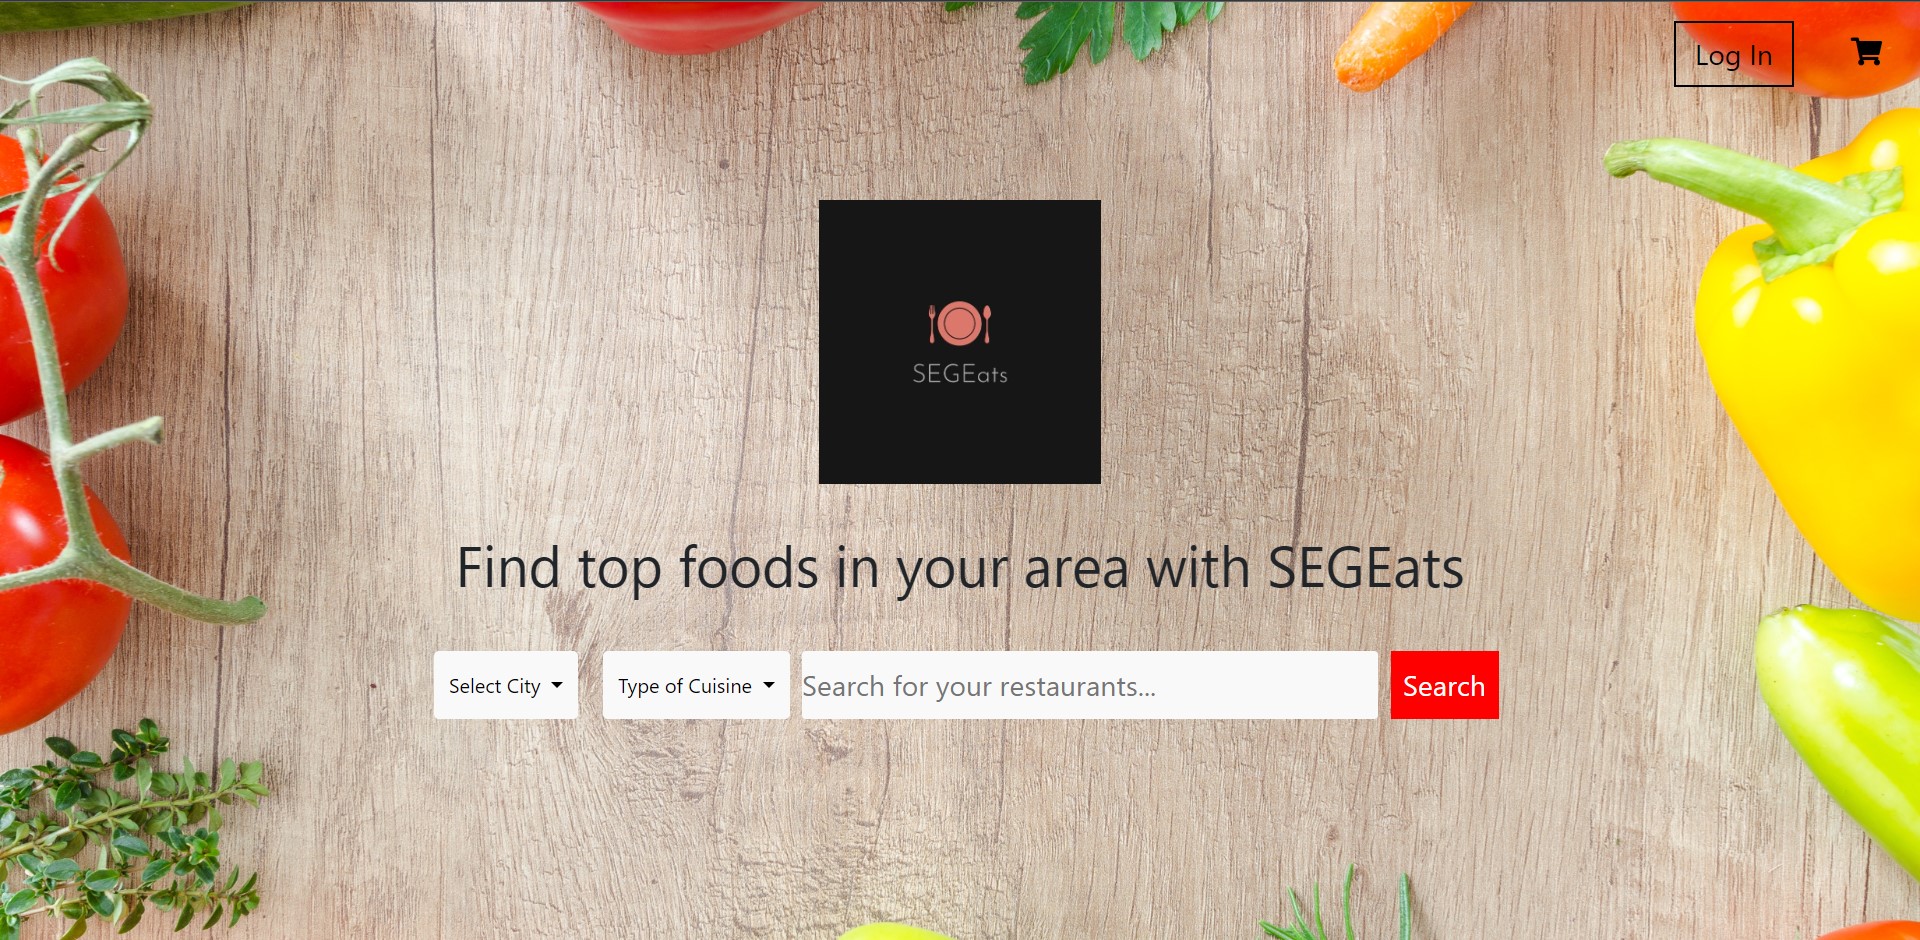 Log In
SEGEats
Find top foods in your area with SEGEats
Select City
Type of Cuisine
Search for your restaurants...
Search